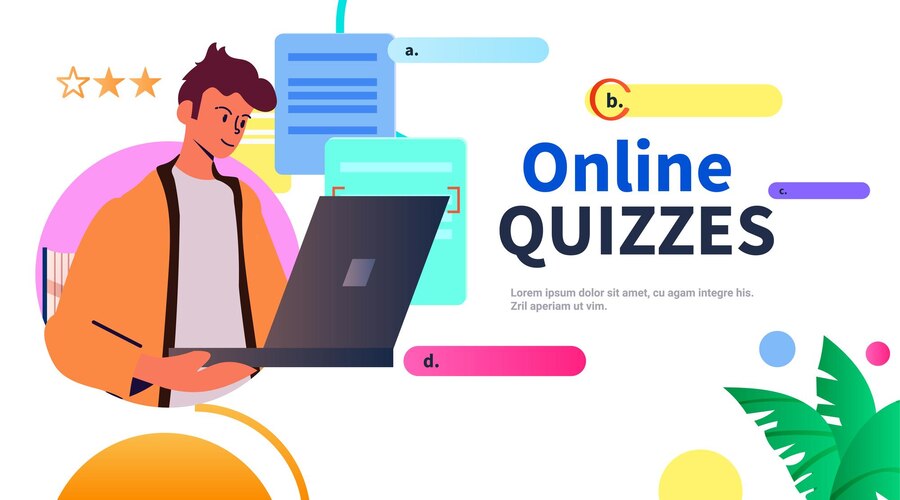 a.
b.
Online
c.
QUIZZES
Lorem ipsum dolor sit amet, cu agam integre his.
Zril aperiam ut vim.
d.